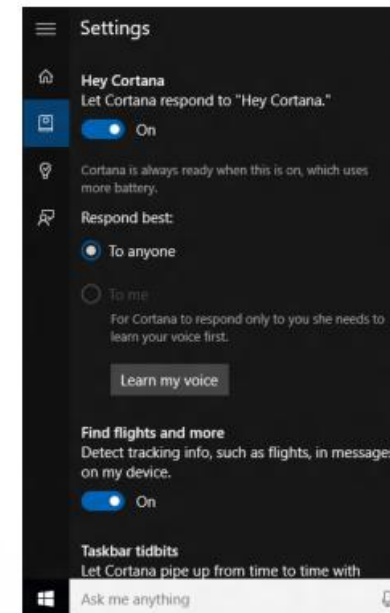 Settings
Hey Cortana
Let Cortana respond to "Hey Cortana."
On
Cortana is always ready when this is on, which uses
more battery.
Respond best:
To anyone
To me
For Cortana to respond only to you she needs to
learn your voice first.
Learn my voice
Find flights and more
Detect tracking info, such as flights, in messages
on my device.
On
Taskbar tidbits
Let Cortana pipe up from time to time with
Ask me anything